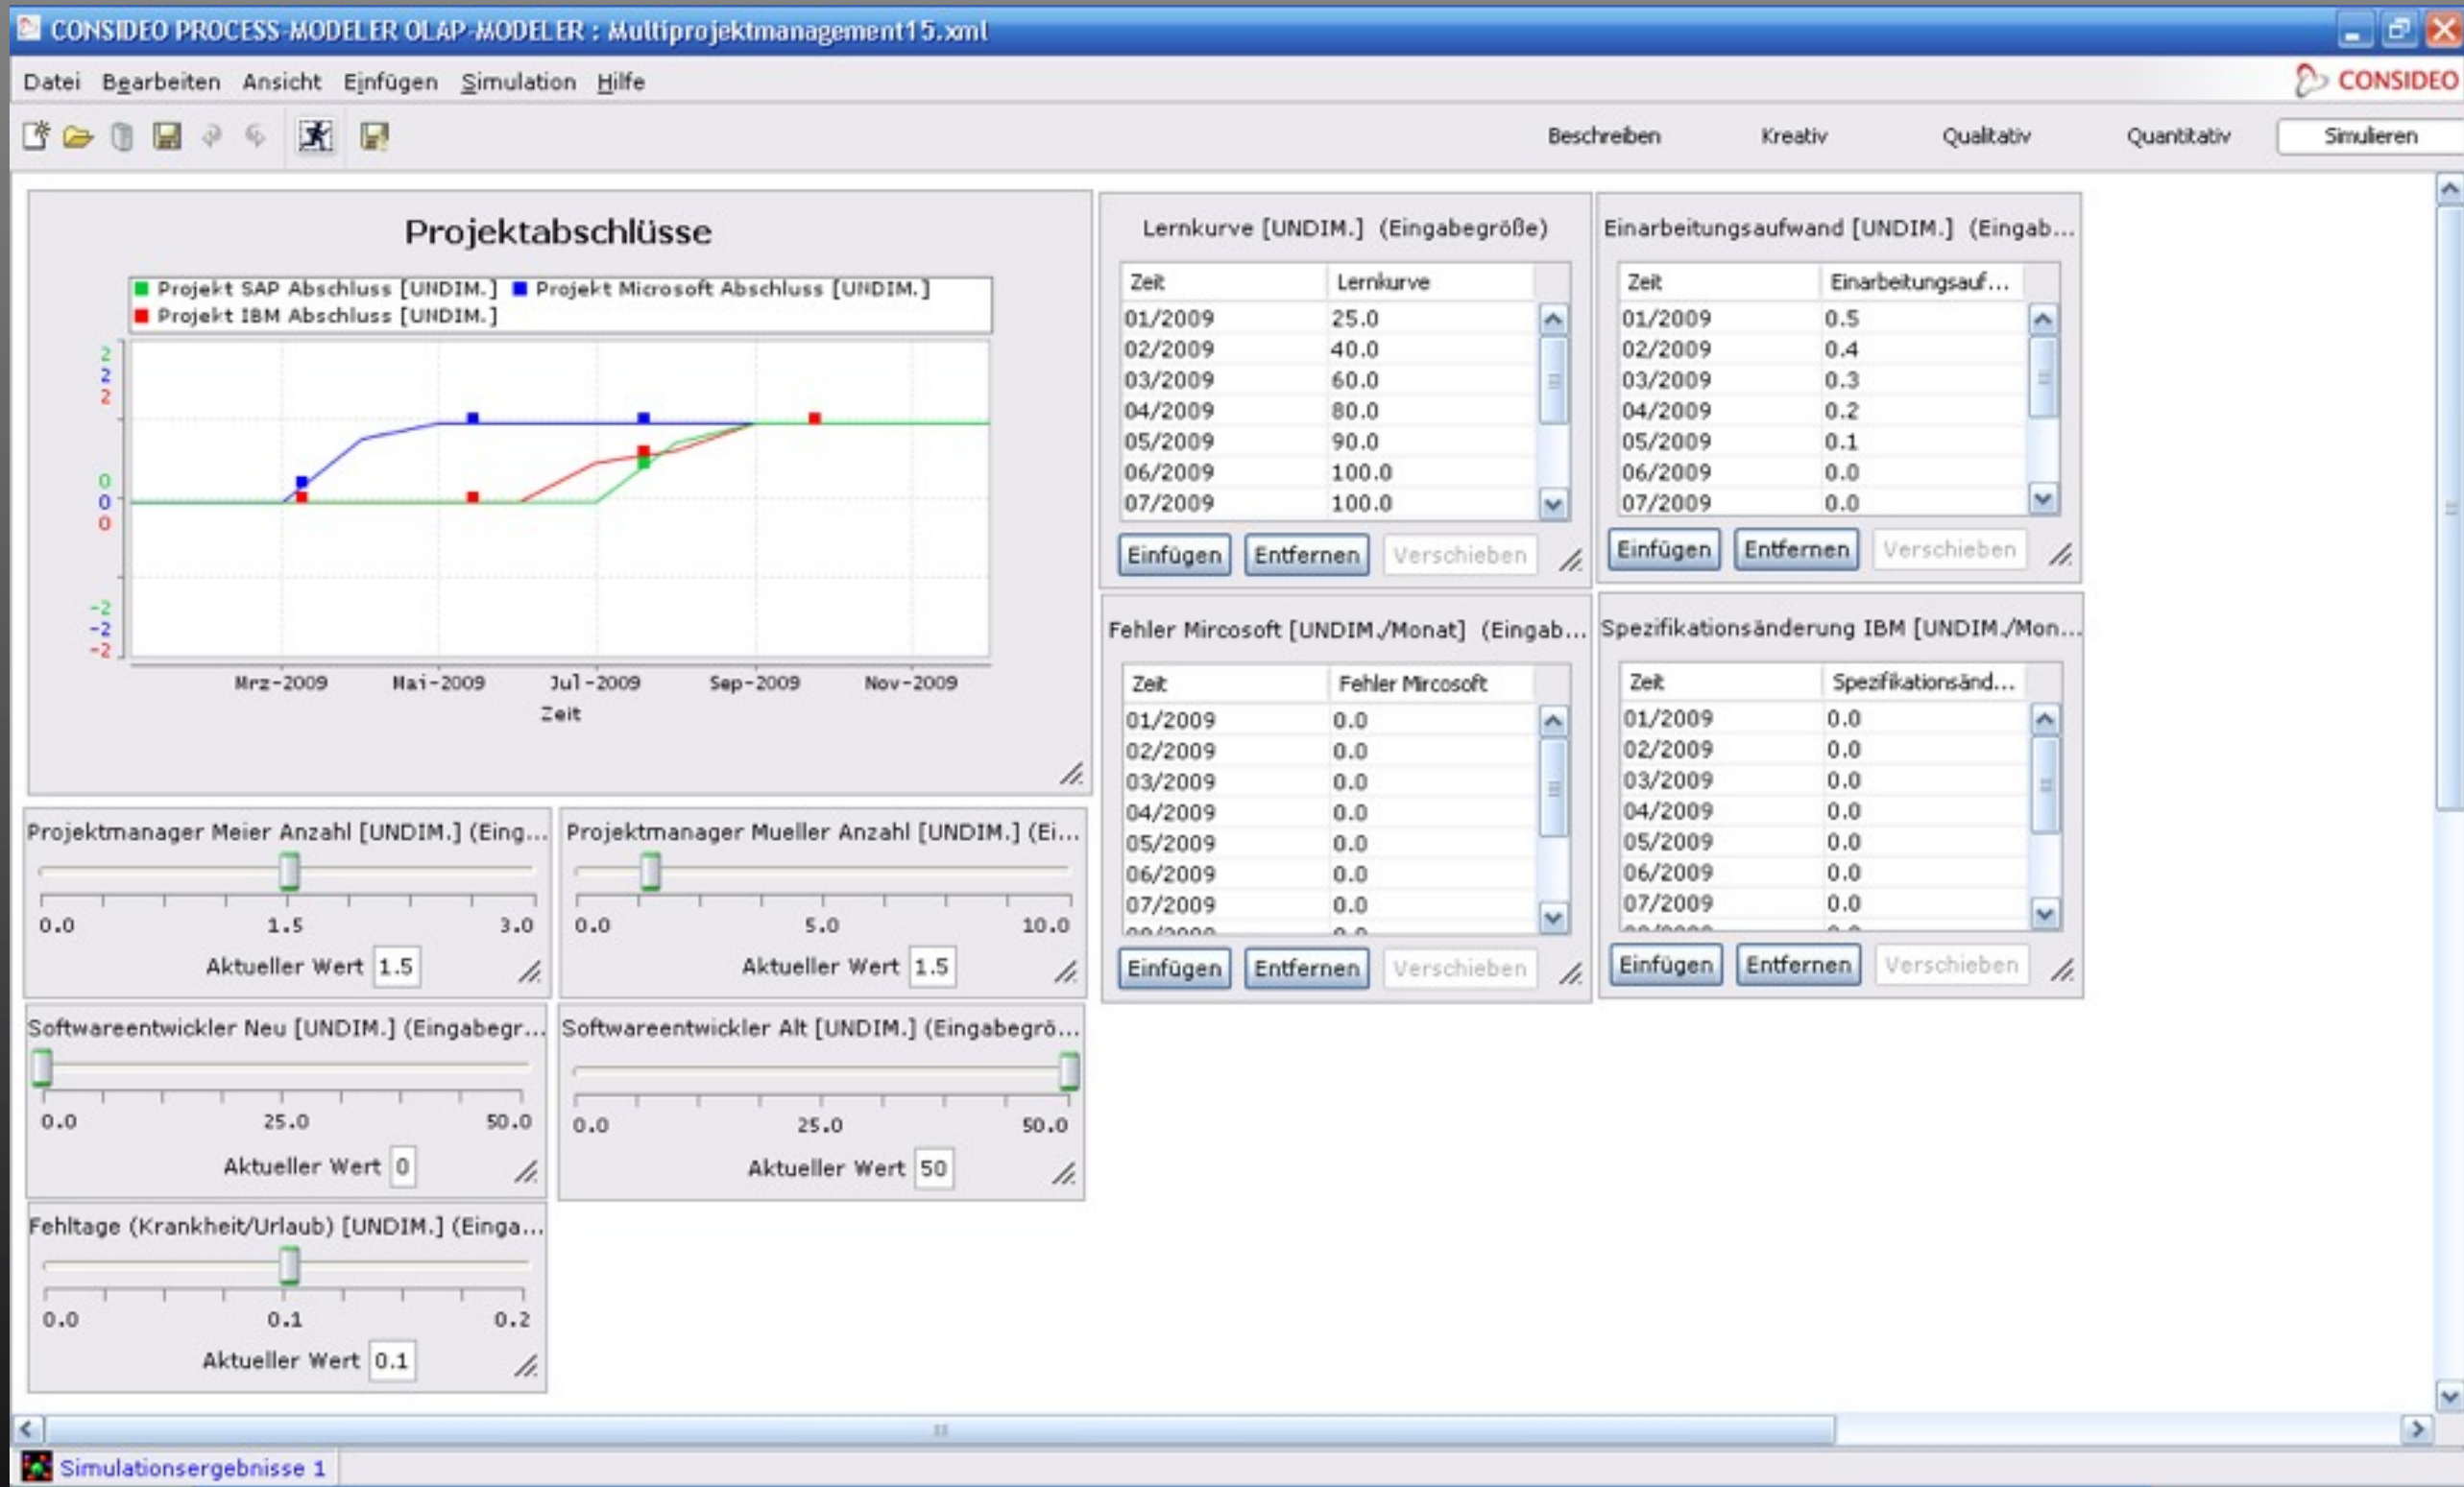 CONSIDEO PROCESS-MODELER OLAP-MODELER : Multiprojektmanagement15.xml
Datei Bearbeiten Ansicht Einfügen Simulation Hilfe
CONSIDEO
Beschreiben Kreativ Qualitativ Quantitativ Simulieren
Projektabschlüsse
Projekt SAP Abschluss [UNDIM.] Projekt Microsoft Abschluss [UNDIM.]
Projekt IBM Abschluss [UNDIM.]
2
2
2
0
0
0
-2
-2
-2
Mrz-2009 Mai-2009 Jul-2009 Sep-2009 Nov-2009
Zeit
Lernkurve [UNDIM.] (Eingabegröße)
Zeit Lernkurve
01/2009 25.0
02/2009 40.0
03/2009 60.0
04/2009 80.0
05/2009 90.0
06/2009 100.0
07/2009 100.0
Einfügen Entfernen Verschieben
Einarbeitungsaufwand [UNDIM.] (Eingab...
Zeit Einarbeitungsauf...
01/2009 0.5
02/2009 0.4
03/2009 0.3
04/2009 0.2
05/2009 0.1
06/2009 0.0
07/2009 0.0
Einfügen Entfernen Verschieben
Fehler Mircosoft [UNDIM./Monat] (Eingab...
Zeit Fehler Mircosoft
01/2009 0.0
02/2009 0.0
03/2009 0.0
04/2009 0.0
05/2009 0.0
06/2009 0.0
07/2009 0.0
Einfügen Entfernen Verschieben
Spezifikationsänderung IBM [UNDIM./Mon...
Zeit Spezifikationsänd...
01/2009 0.0
02/2009 0.0
03/2009 0.0
04/2009 0.0
05/2009 0.0
06/2009 0.0
07/2009 0.0
Einfügen Entfernen Verschieben
Projektmanager Meier Anzahl [UNDIM.] (Eing...
0.0 1.5 3.0
Aktueller Wert 1.5
Projektmanager Mueller Anzahl [UNDIM.] (Ei...
0.0 5.0 10.0
Aktueller Wert 1.5
Softwareentwickler Neu [UNDIM.] (Eingabegr...
0.0 25.0 50.0
Aktueller Wert 0
Softwareentwickler Alt [UNDIM.] (Eingabegrö...
0.0 25.0 50.0
Aktueller Wert 50
Fehltage (Krankheit/Urlaub) [UNDIM.] (Einga...
0.0 0.1 0.2
Aktueller Wert 0.1
Simulationsergebnisse 1